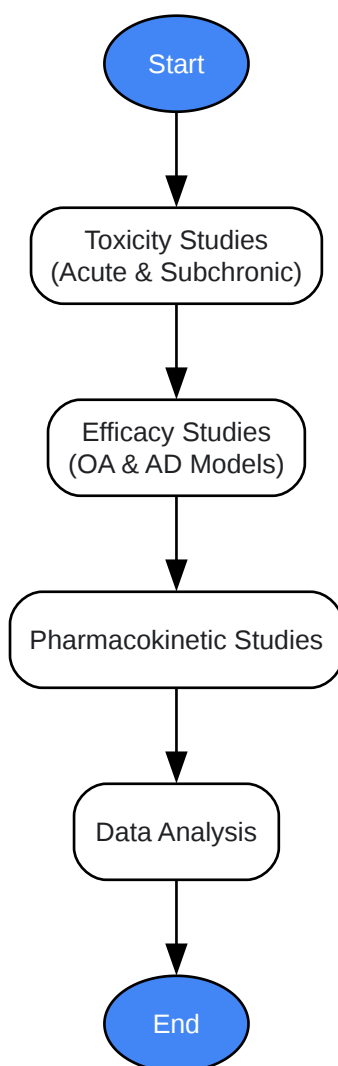 Start
Toxicity Studies
(Acute & Subchronic)
Efficacy Studies
(OA & AD Models)
Pharmacokinetic Studies
Data Analysis
End